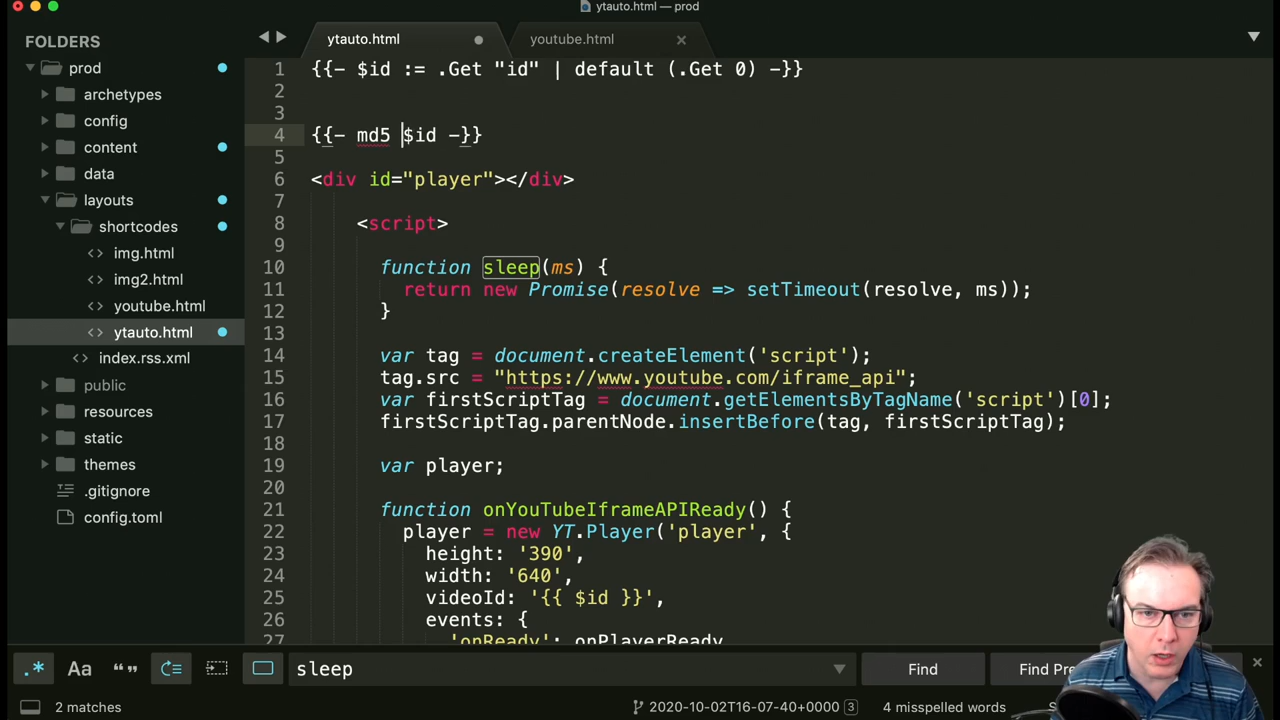 ytauto.html — prod
FOLDERS
prod
archetypes
config
content
data
layouts
shortcodes
img.html
img2.html
youtube.html
ytauto.html
index.rss.xml
public
resources
static
themes
.gitignore
config.toml
ytauto.html
youtube.html
1 {{- $id := .Get "id" | default (.Get 0) -}}
2
3
4 {{- md5 $id -}}
5
6 <div id="player"></div>
7
8 <script>
9
10 function sleep(ms) {
11 return new Promise(resolve => setTimeout(resolve, ms));
12 }
13
14 var tag = document.createElement('script');
15 tag.src = "https://www.youtube.com/iframe_api";
16 var firstScriptTag = document.getElementsByTagName('script')[0];
17 firstScriptTag.parentNode.insertBefore(tag, firstScriptTag);
18
19 var player;
20
21 function onYouTubeIframeAPIReady() {
22 player = new YT.Player('player', {
23 height: '390',
24 width: '640',
25 videoId: '{{ $id }}',
26 events: {
27 'onReady': onPlayerReady
.* Aa “” sleep Find Find Pre
2 matches 2020-10-02T16-07-40+0000 3 4 misspelled words